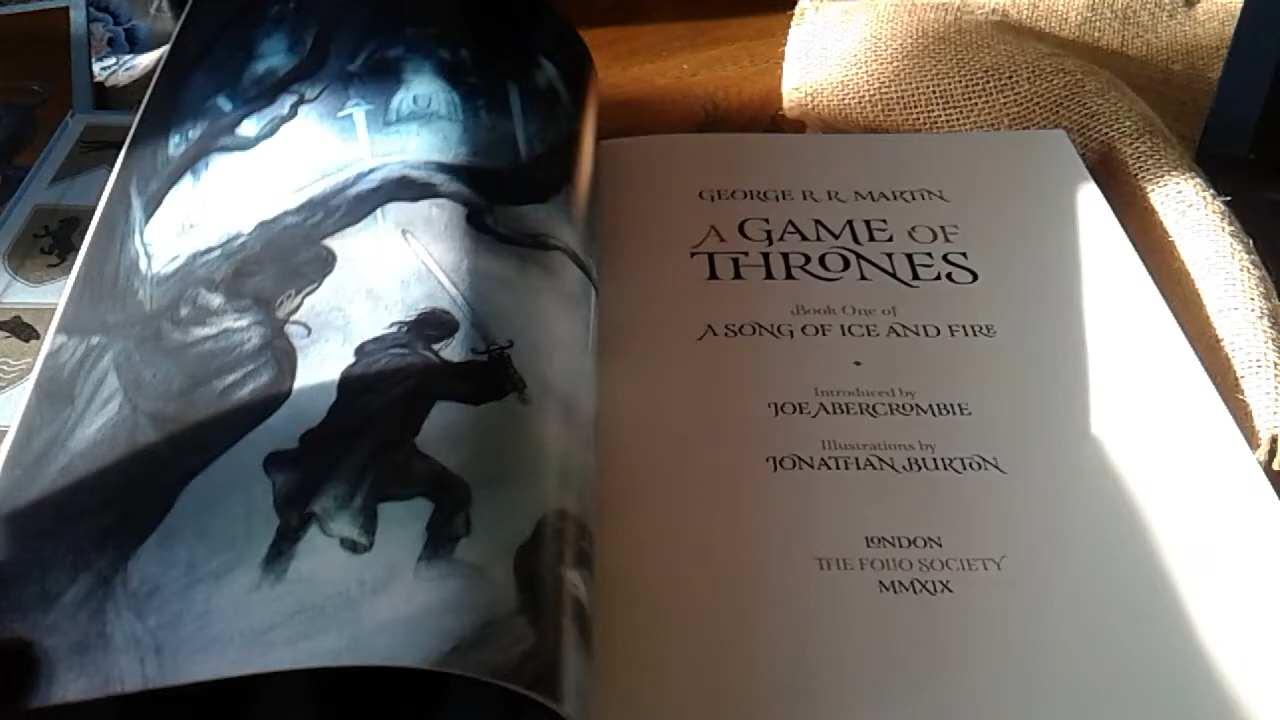 GEORGE R. R. MARTIN
A GAME OF
THRONES
Book One of
A SONG OF ICE AND FIRE
Introduced by
JOE ABERCROMBIE
Illustrations by
JONATHAN BURTON
LONDON
THE FOLIO SOCIETY
MMXIX